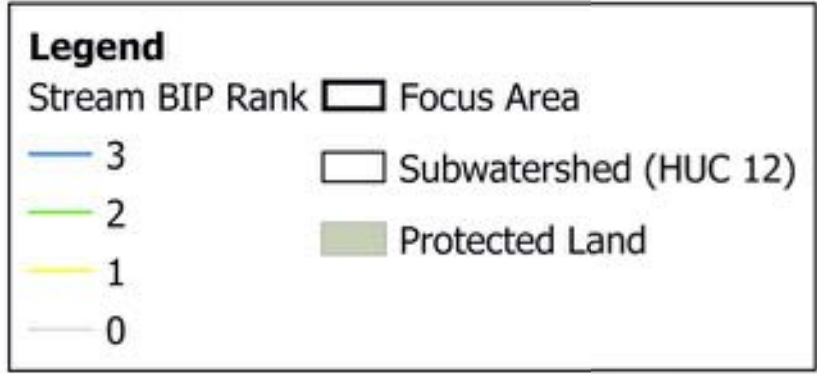 Legend
Stream BIP Rank
3
2
1
0
Focus Area
Subwatershed (HUC 12)
Protected Land